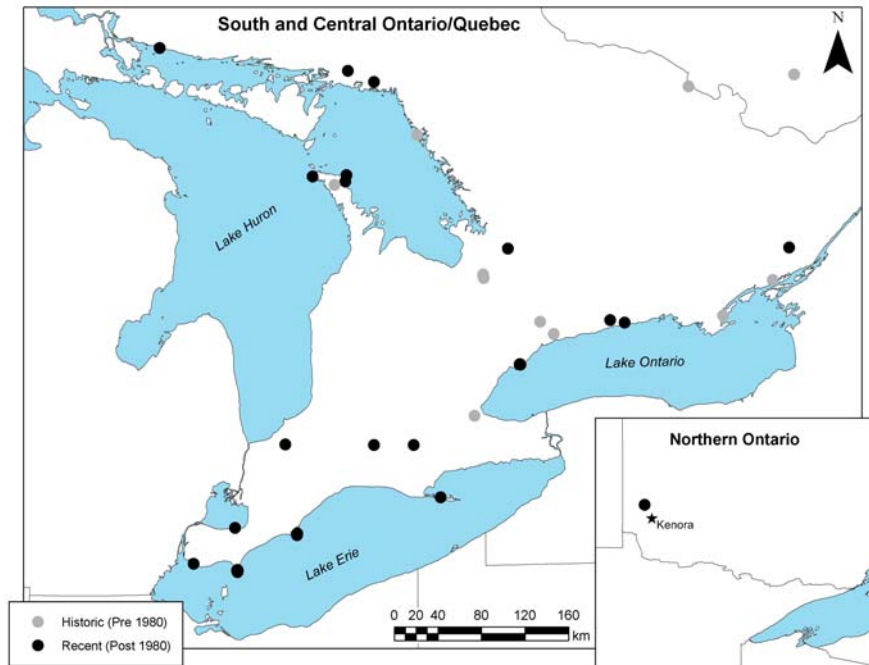 South and Central Ontario/Quebec
N
Lake Huron
Lake Ontario
Lake Erie
Northern Ontario
Kenora
Historic (Pre 1980)
Recent (Post 1980)
0 20 40 80 120 160
km